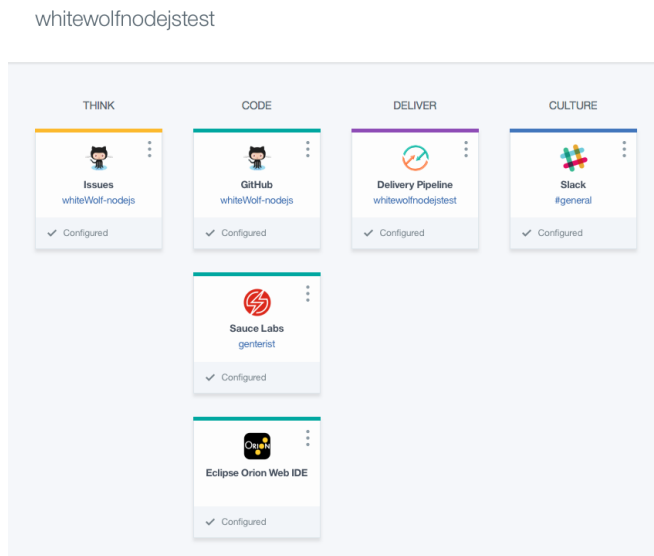 whitewolfnodejstest
THINK
CODE
DELIVER
CULTURE
Issues
whiteWolf-nodejs
Configured
GitHub
whiteWolf-nodejs
Configured
Delivery Pipeline
whitewolfnodejstest
Configured
Slack
#general
Configured
Sauce Labs
genterist
Configured
ORION
Eclipse Orion Web IDE
Configured